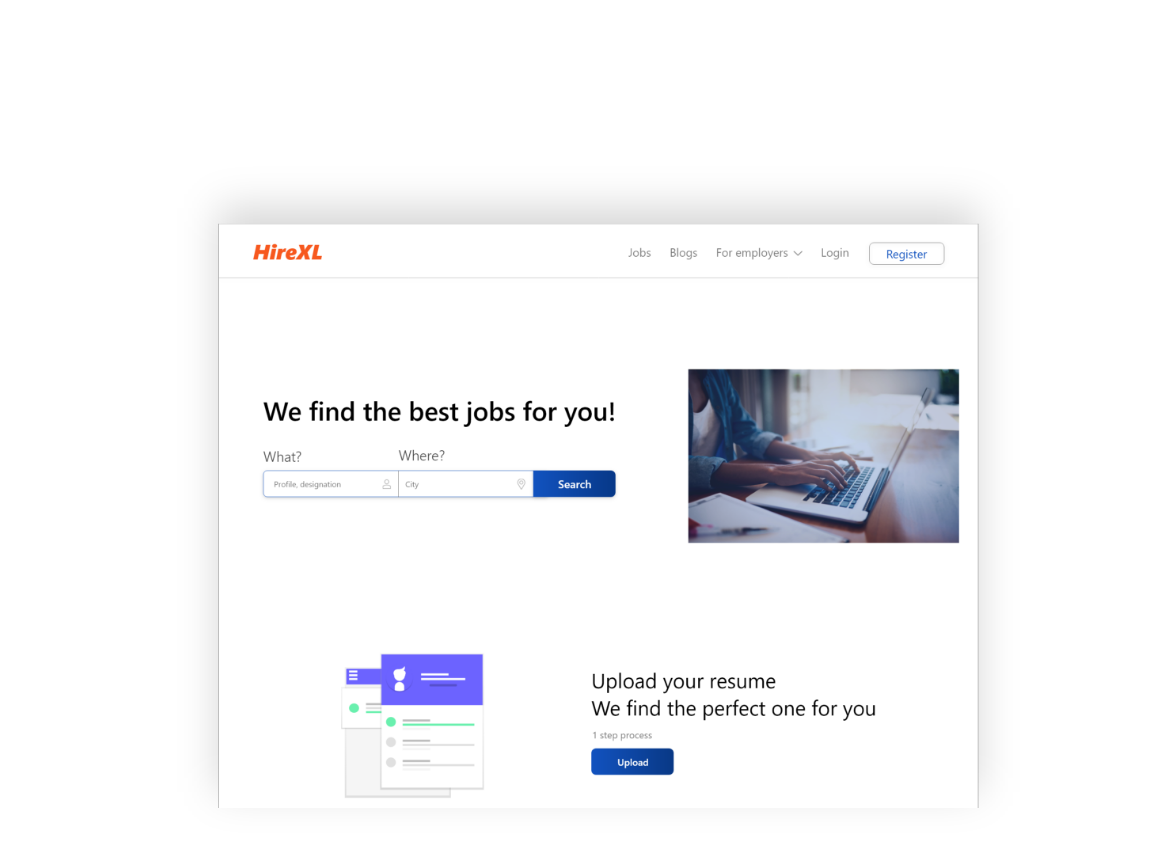 HireXL
Jobs Blogs For employers Login Register
We find the best jobs for you!
What? Where?
Profile, designation City Search
Upload your resume
We find the perfect one for you
1 step process
Upload